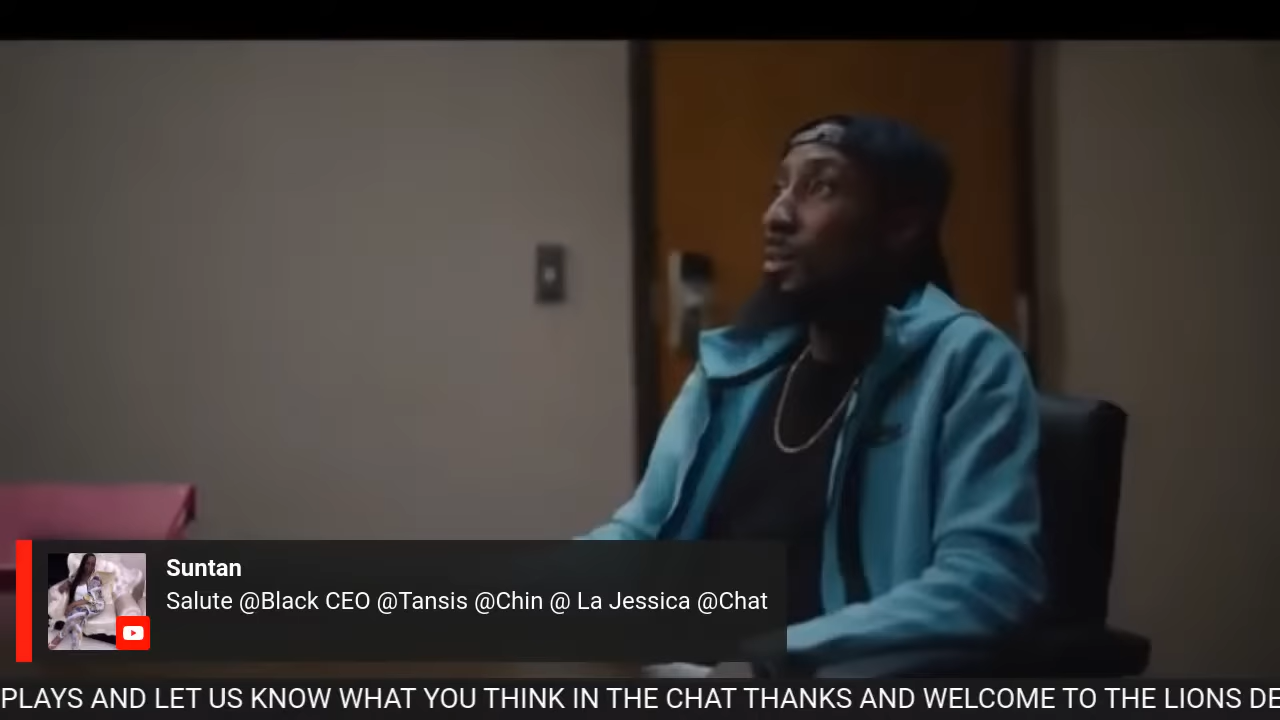 Suntan
Salute @Black CEO @Tansis @Chin @ La Jessica @Chat
PLAYS AND LET US KNOW WHAT YOU THINK IN THE CHAT THANKS AND WELCOME TO THE LIONS DE